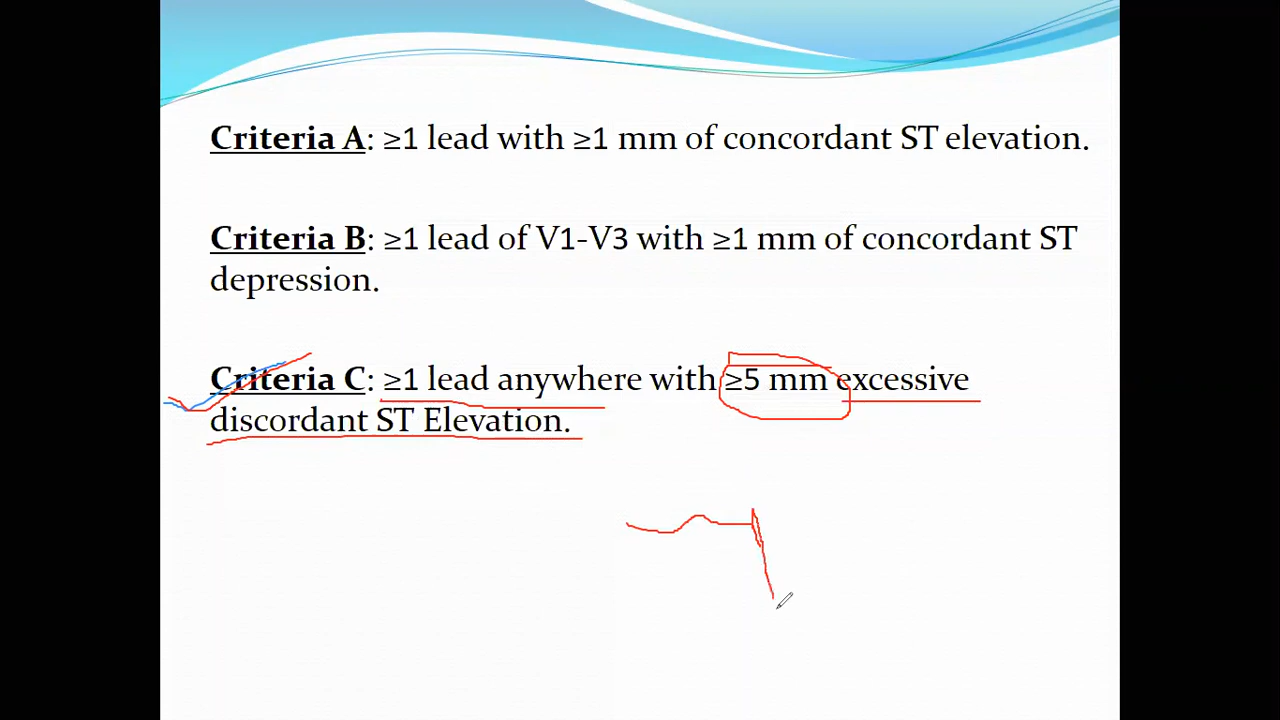 Criteria A: ≥1 lead with ≥1 mm of concordant ST elevation.
Criteria B: ≥1 lead of V1-V3 with ≥1 mm of concordant ST
depression.
Criteria C: ≥1 lead anywhere with ≥5 mm excessive
discordant ST Elevation.